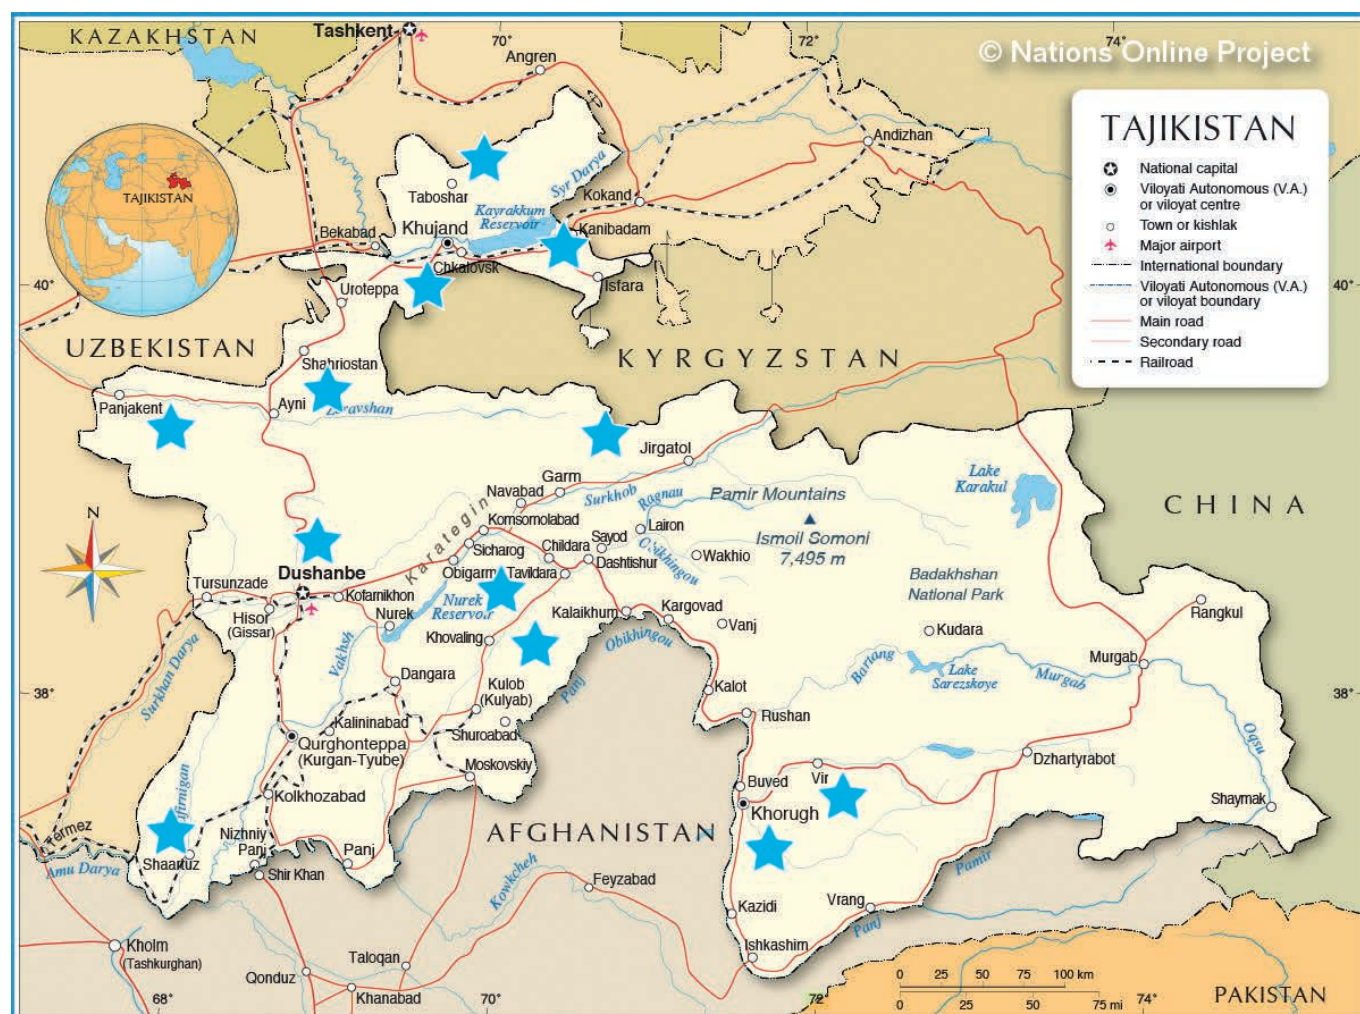 KAZAKHSTAN
Tashkent
70°
72°
74°
© Nations Online Project
Angren
Andizhan
TAJIKISTAN
National capital
Viloyati Autonomous (V.A.)
or viloyat centre
Town or kishlak
Major airport
International boundary
Viloyati Autonomous (V.A.)
or viloyat boundary
Main road
Secondary road
Railroad
TAJIKISTAN
Taboshar
Syr Darya
Kokand
Kayrakkum
Reservoir
Khujand
Kanibadam
Bekabad
Chkalovsk
Isfara
40°
40°
Uroteppa
UZBEKISTAN
KYRGYZSTAN
Shahriostan
Panjakent
Ayni
Jirgatol
Garm
Navabad
Surkhob
Ragnau
Pamir Mountains
Lake
Karakul
CHINA
N
Karategin
Komsomolabad
Lairon
Ismoil Somoni
7,495 m
Sayod
Sicharog
Childara
Dashtishur
Wakhio
Dushanbe
Obigarm
Tavildara
Badakhshan
National Park
Tursunzade
Kofarnikhon
Nurek
Reservoir
Kalaikhum
Kargovad
Rangkul
Hisor
(Gissar)
Nurek
Vanj
Kudara
Khovaling
Obikhingou
Vakhsh
Surkhan Darya
Bartang
Lake
Sarezskoye
Murgab
Murgab
Dangara
Panj
Kalot
38°
38°
Kulob
(Kulyab)
Rushan
Kalininabad
Shuroabad
Oqsu
Qurghonteppa
(Kurgan-Tyube)
Dzhartyrabot
Moskovskiy
Vir
Buved
Kolkhozabad
Khorugh
Shaymak
AFGHANISTAN
Termez
Nizhniy
Panj
Shaartuz
Panj
Amu Darya
Shir Khan
Kowkcheh
Feyzabad
Pamir
Vrang
Kazidi
Panj
Kholm
(Tashkurghan)
Ishkashim
Taloqan
Qonduz
0 25 50 75 100 km
Khanabad
68°
70°
72°
0 25 50 75 mi
74°
PAKISTAN